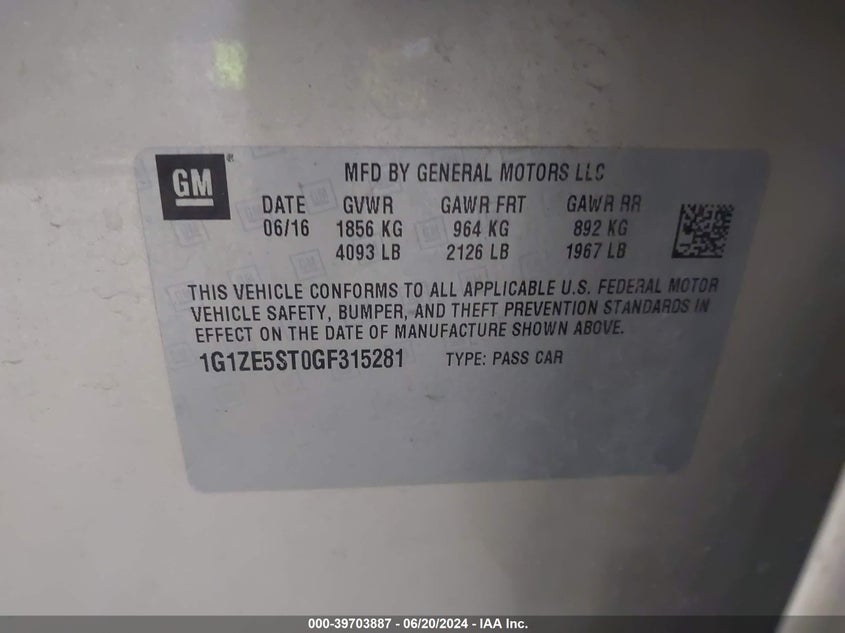 GM
MFD BY GENERAL MOTORS LLC
DATE GVWR GAWR FRT GAWR RR
06/16 1856 KG 964 KG 892 KG
4093 LB 2126 LB 1967 LB
THIS VEHICLE CONFORMS TO ALL APPLICABLE U.S. FEDERAL MOTOR
VEHICLE SAFETY, BUMPER, AND THEFT PREVENTION STANDARDS IN
EFFECT ON THE DATE OF MANUFACTURE SHOWN ABOVE.
1G1ZE5ST0GF315281 TYPE: PASS CAR
000-39703887 - 06/20/2024 - IAA Inc.